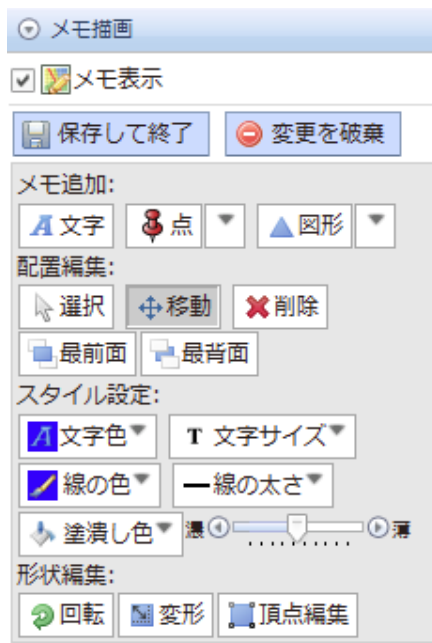 メモ描画
メモ表示
保存して終了 変更を破棄
メモ追加:
A 文字 点 図形
配置編集:
選択 移動 削除
最前面 最背面
スタイル設定:
A 文字色 T 文字サイズ
線の色 線の太さ
塗潰し色 濃 薄
形状編集:
回転 変形 頂点編集